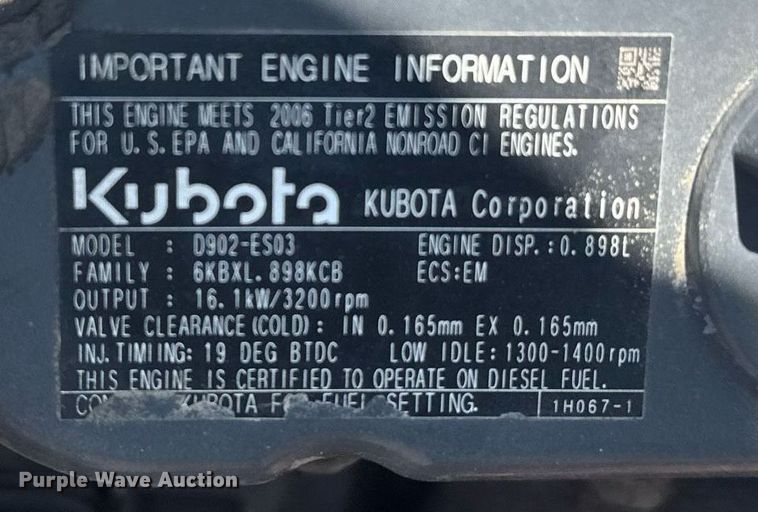 IMPORTANT ENGINE INFORMATION
THIS ENGINE MEETS 2006 Tier2 EMISSION REGULATIONS
FOR U.S.EPA AND CALIFORNIA NONROAD CI ENGINES.
Kubota KUBOTA Corporation
MODEL : D902-ES03 ENGINE DISP.:0.898L
FAMILY : 6KBXL.898KCB ECS:EM
OUTPUT : 16.1kW/3200rpm
VALVE CLEARANCE(COLD): IN 0.165mm EX 0.165mm
INJ.TIMIING: 19 DEG BTDC LOW IDLE:1300-1400rpm
THIS ENGINE IS CERTIFIED TO OPERATE ON DIESEL FUEL.
KUBOTA FUEL SETTING. 1H067-1
Purple Wave Auction